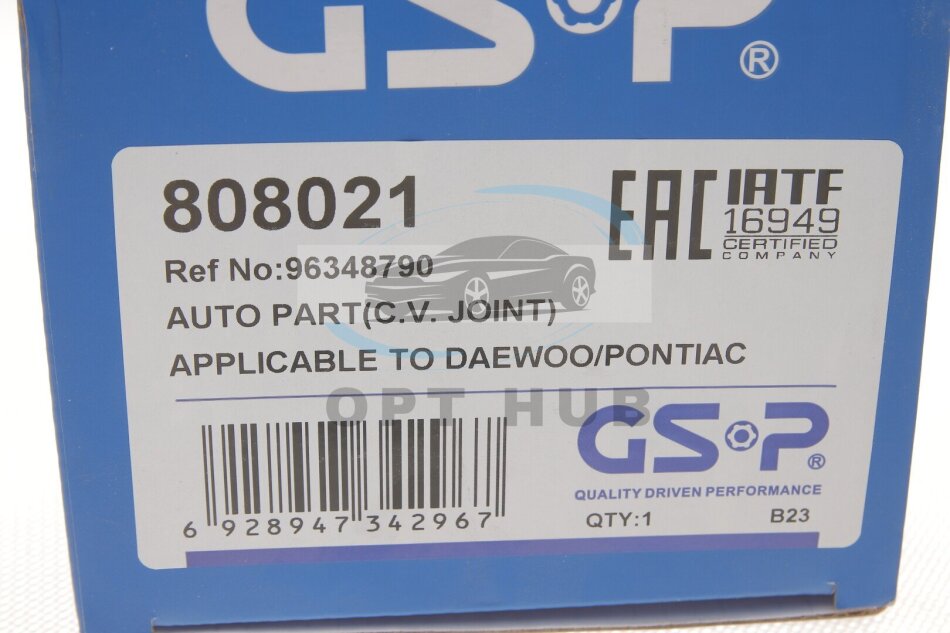 GSP®
808021
EAC
IATF
16949
CERTIFIED
COMPANY
Ref No:96348790
AUTO PART(C.V. JOINT)
APPLICABLE TO DAEWOO/PONTIAC
OPT HUB
GSP®
QUALITY DRIVEN PERFORMANCE
6 928947 342967
QTY:1 B23